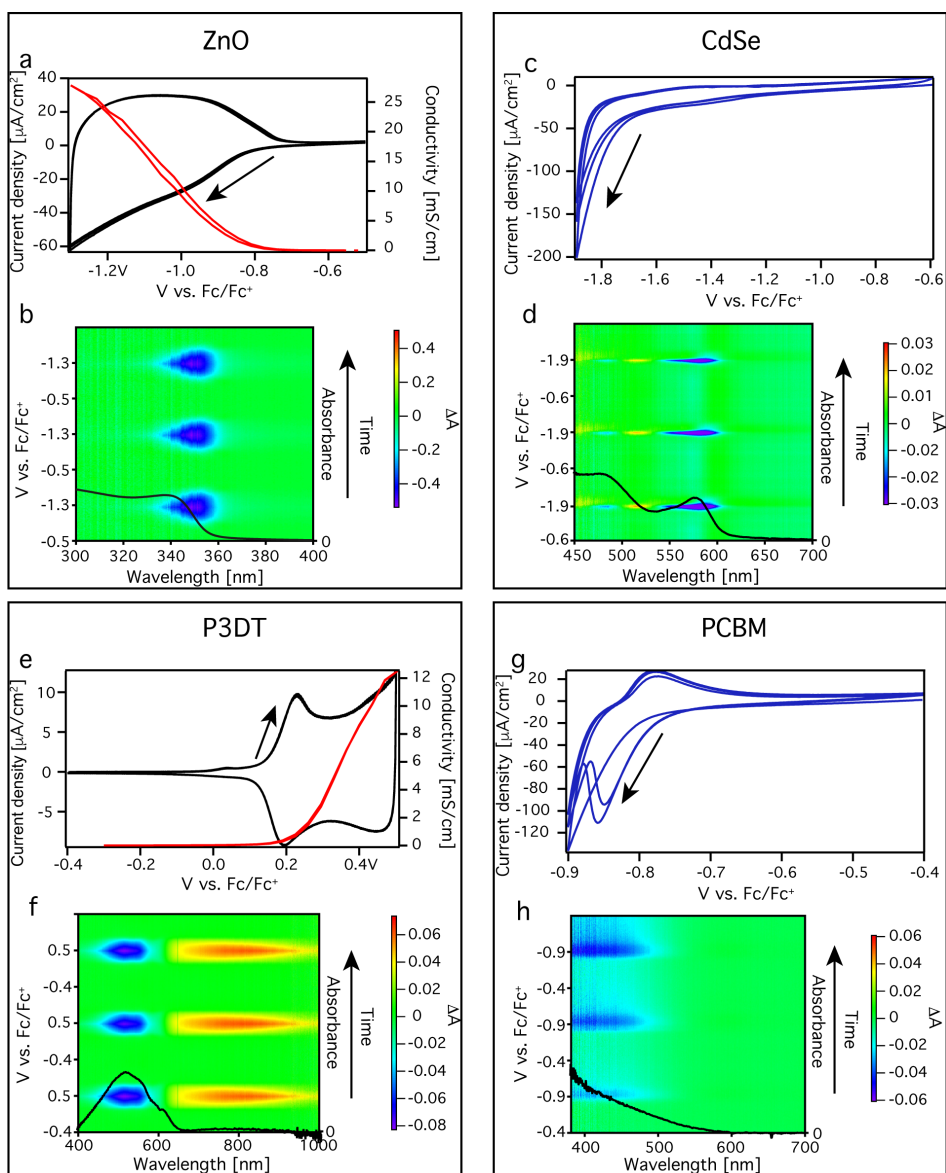 ZnO
a
Current density [µA/cm²]
40
20
0
-20
-40
-60
25
20
15
10
5
0
Conductivity [mS/cm]
-1.2V
-1.0
-0.8
-0.6
V vs. Fc/Fc⁺
b
V vs. Fc/Fc⁺
-1.3
-0.5
-1.3
-0.5
-1.3
-0.5
300
320
340
360
380
400
Wavelength [nm]
0
Absorbance
Time
0.4
0.2
0
-0.2
-0.4
ΔA
CdSe
c
Current density [µA/cm²]
0
-50
-100
-150
-200
-1.8
-1.6
-1.4
-1.2
-1.0
-0.8
-0.6
V vs. Fc/Fc⁺
d
V vs. Fc/Fc⁺
-1.9
-0.6
-1.9
-0.6
-1.9
-0.6
450
500
550
600
650
700
Wavelength [nm]
0
Absorbance
Time
0.03
0.02
0.01
0
-0.02
-0.02
-0.03
ΔA
P3DT
e
Current density [µA/cm²]
10
5
0
-5
12
10
8
6
4
2
0
Conductivity [mS/cm]
-0.4
-0.2
0.0
0.2
0.4V
V vs. Fc/Fc⁺
f
V vs. Fc/Fc⁺
0.5
-0.4
0.5
-0.4
0.5
-0.4
400
600
800
1000
Wavelength [nm]
0
Absorbance
Time
0.06
0.04
0.02
0
-0.02
-0.04
-0.06
-0.08
ΔA
PCBM
g
Current density [µA/cm²]
20
0
-20
-40
-60
-80
-100
-120
-0.9
-0.8
-0.7
-0.6
-0.5
-0.4
V vs. Fc/Fc⁺
h
V vs. Fc/Fc⁺
-0.9
-0.4
-0.9
-0.4
-0.9
-0.4
400
500
600
700
Wavelength [nm]
0
Absorbance
Time
0.06
0.04
0.02
0
-0.02
-0.04
-0.06
ΔA